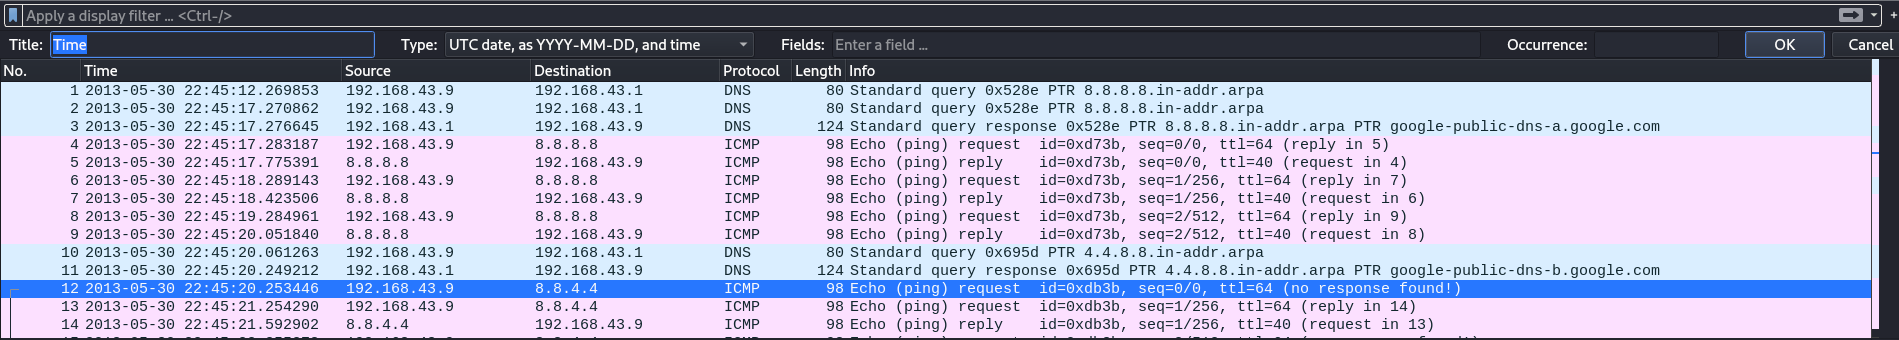 Apply a display filter ... <Ctrl-/> +
Title: Time Type: UTC date, as YYYY-MM-DD, and time Fields: Enter a field ... Occurrence: OK Cancel
No. Time Source Destination Protocol Length Info
1 2013-05-30 22:45:12.269853 192.168.43.9 192.168.43.1 DNS 80 Standard query 0x528e PTR 8.8.8.8.in-addr.arpa
2 2013-05-30 22:45:17.270862 192.168.43.9 192.168.43.1 DNS 80 Standard query 0x528e PTR 8.8.8.8.in-addr.arpa
3 2013-05-30 22:45:17.276645 192.168.43.1 192.168.43.9 DNS 124 Standard query response 0x528e PTR 8.8.8.8.in-addr.arpa PTR google-public-dns-a.google.com
4 2013-05-30 22:45:17.283187 192.168.43.9 8.8.8.8 ICMP 98 Echo (ping) request id=0xd73b, seq=0/0, ttl=64 (reply in 5)
5 2013-05-30 22:45:17.775391 8.8.8.8 192.168.43.9 ICMP 98 Echo (ping) reply id=0xd73b, seq=0/0, ttl=40 (request in 4)
6 2013-05-30 22:45:18.289143 192.168.43.9 8.8.8.8 ICMP 98 Echo (ping) request id=0xd73b, seq=1/256, ttl=64 (reply in 7)
7 2013-05-30 22:45:18.423506 8.8.8.8 192.168.43.9 ICMP 98 Echo (ping) reply id=0xd73b, seq=1/256, ttl=40 (request in 6)
8 2013-05-30 22:45:19.284961 192.168.43.9 8.8.8.8 ICMP 98 Echo (ping) request id=0xd73b, seq=2/512, ttl=64 (reply in 9)
9 2013-05-30 22:45:20.051840 8.8.8.8 192.168.43.9 ICMP 98 Echo (ping) reply id=0xd73b, seq=2/512, ttl=40 (request in 8)
10 2013-05-30 22:45:20.061263 192.168.43.9 192.168.43.1 DNS 80 Standard query 0x695d PTR 4.4.8.8.in-addr.arpa
11 2013-05-30 22:45:20.249212 192.168.43.1 192.168.43.9 DNS 124 Standard query response 0x695d PTR 4.4.8.8.in-addr.arpa PTR google-public-dns-b.google.com
12 2013-05-30 22:45:20.253446 192.168.43.9 8.8.4.4 ICMP 98 Echo (ping) request id=0xdb3b, seq=0/0, ttl=64 (no response found!)
13 2013-05-30 22:45:21.254290 192.168.43.9 8.8.4.4 ICMP 98 Echo (ping) request id=0xdb3b, seq=1/256, ttl=64 (reply in 14)
14 2013-05-30 22:45:21.592902 8.8.4.4 192.168.43.9 ICMP 98 Echo (ping) reply id=0xdb3b, seq=1/256, ttl=40 (request in 13)